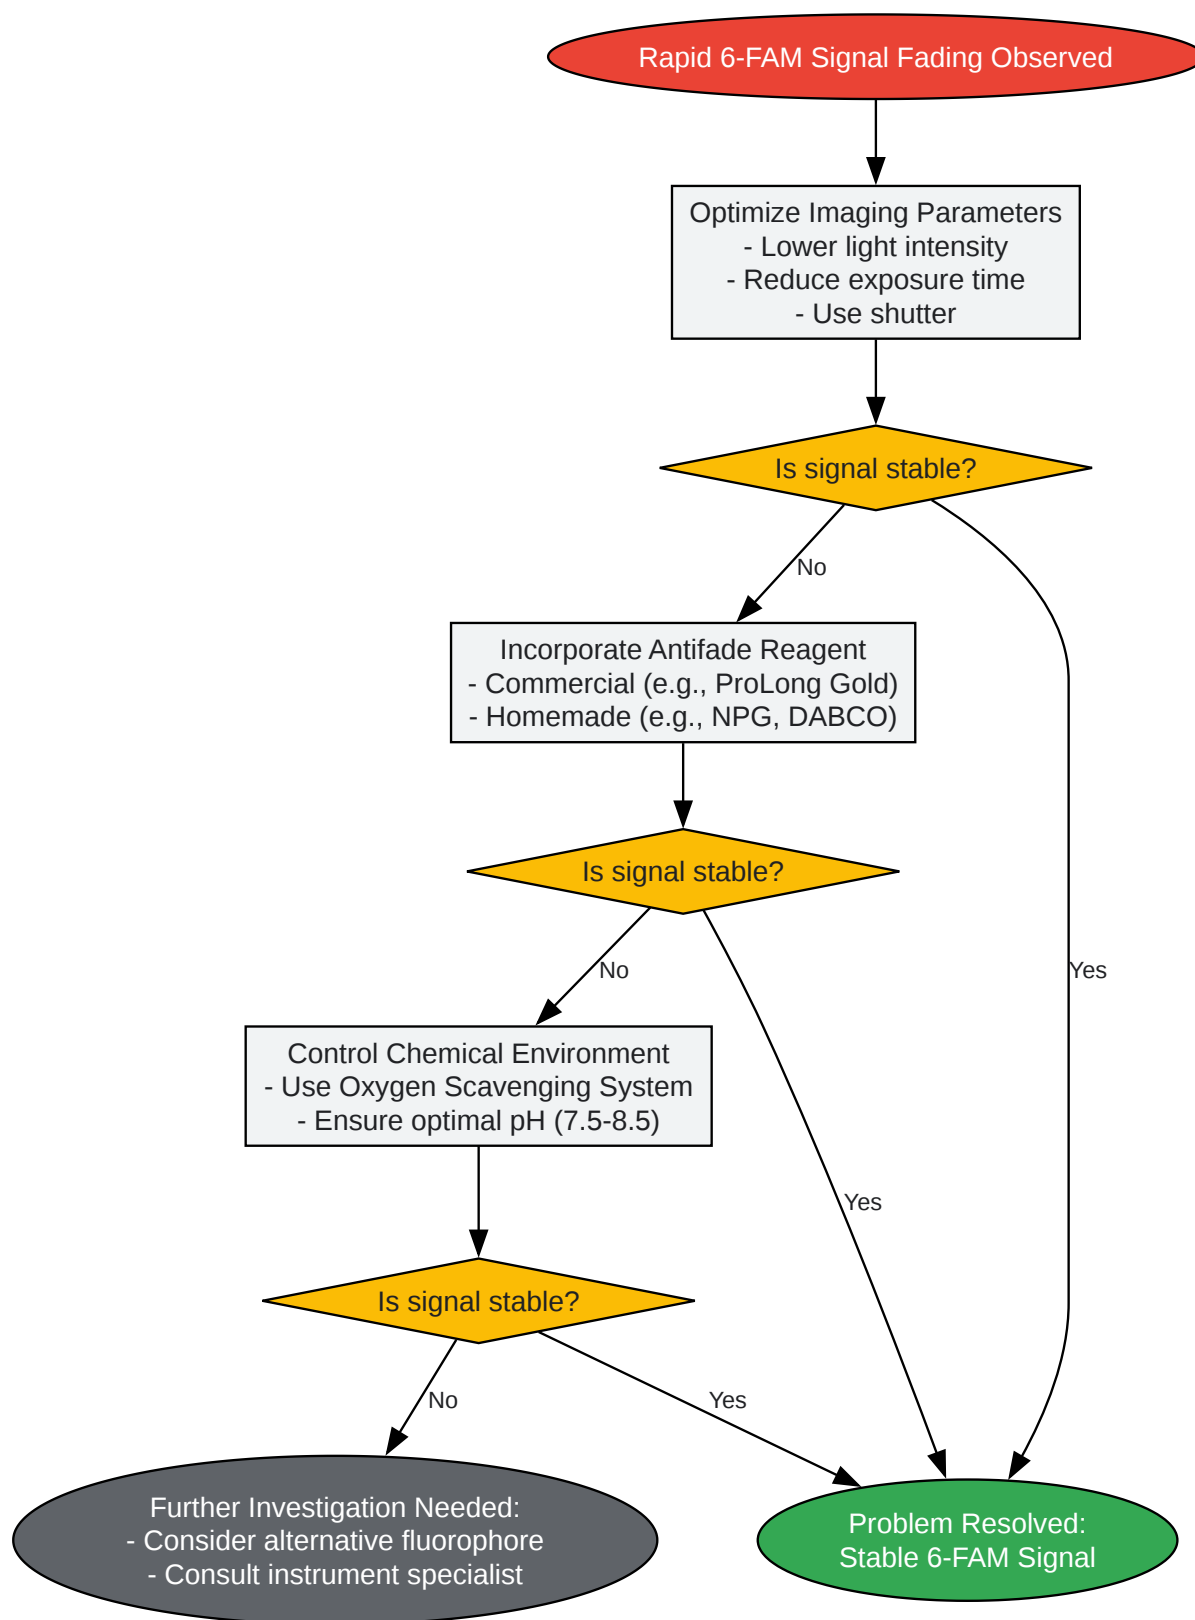 Rapid 6-FAM Signal Fading Observed
Optimize Imaging Parameters
- Lower light intensity
- Reduce exposure time
- Use shutter
Is signal stable?
No
Yes
Incorporate Antifade Reagent
- Commercial (e.g., ProLong Gold)
- Homemade (e.g., NPG, DABCO)
Is signal stable?
No
Yes
Control Chemical Environment
- Use Oxygen Scavenging System
- Ensure optimal pH (7.5-8.5)
Is signal stable?
No
Yes
Further Investigation Needed:
- Consider alternative fluorophore
- Consult instrument specialist
Problem Resolved:
Stable 6-FAM Signal